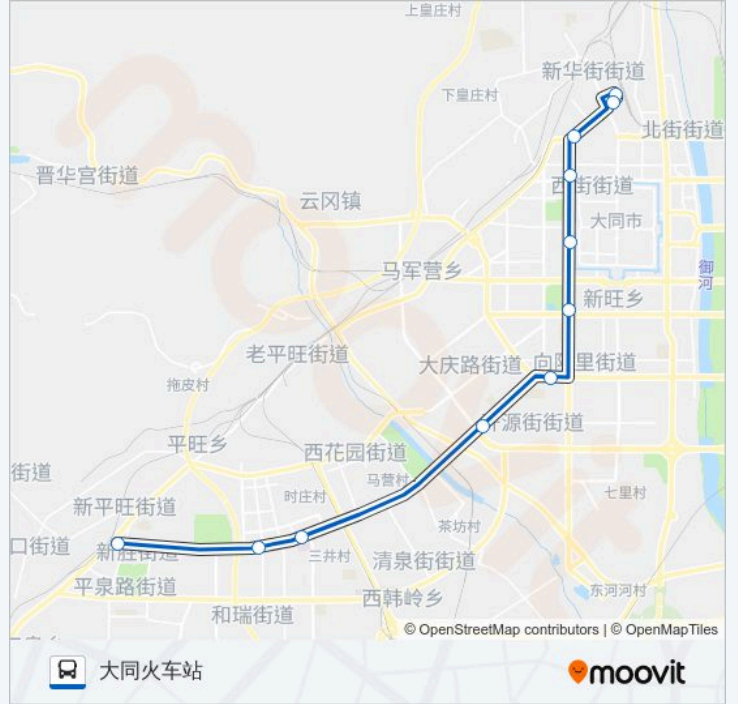 上皇庄村
新华街街道
下皇庄村
北街街道
晋华宫街道
西街街道
云冈镇
大同市
马军营乡
御河
新旺乡
老平旺街道
大庆路街道
向阳里街道
拖皮村
开源街街道
平旺乡
西花园街道
街道
马营村
时庄村
七里村
新平旺街道
茶坊村
口街道
新胜街道
三井村
清泉街街道
平泉路街道
东河河村
西韩岭乡
和瑞街道
© OpenStreetMap contributors | © OpenMapTiles
大同火车站
moovit